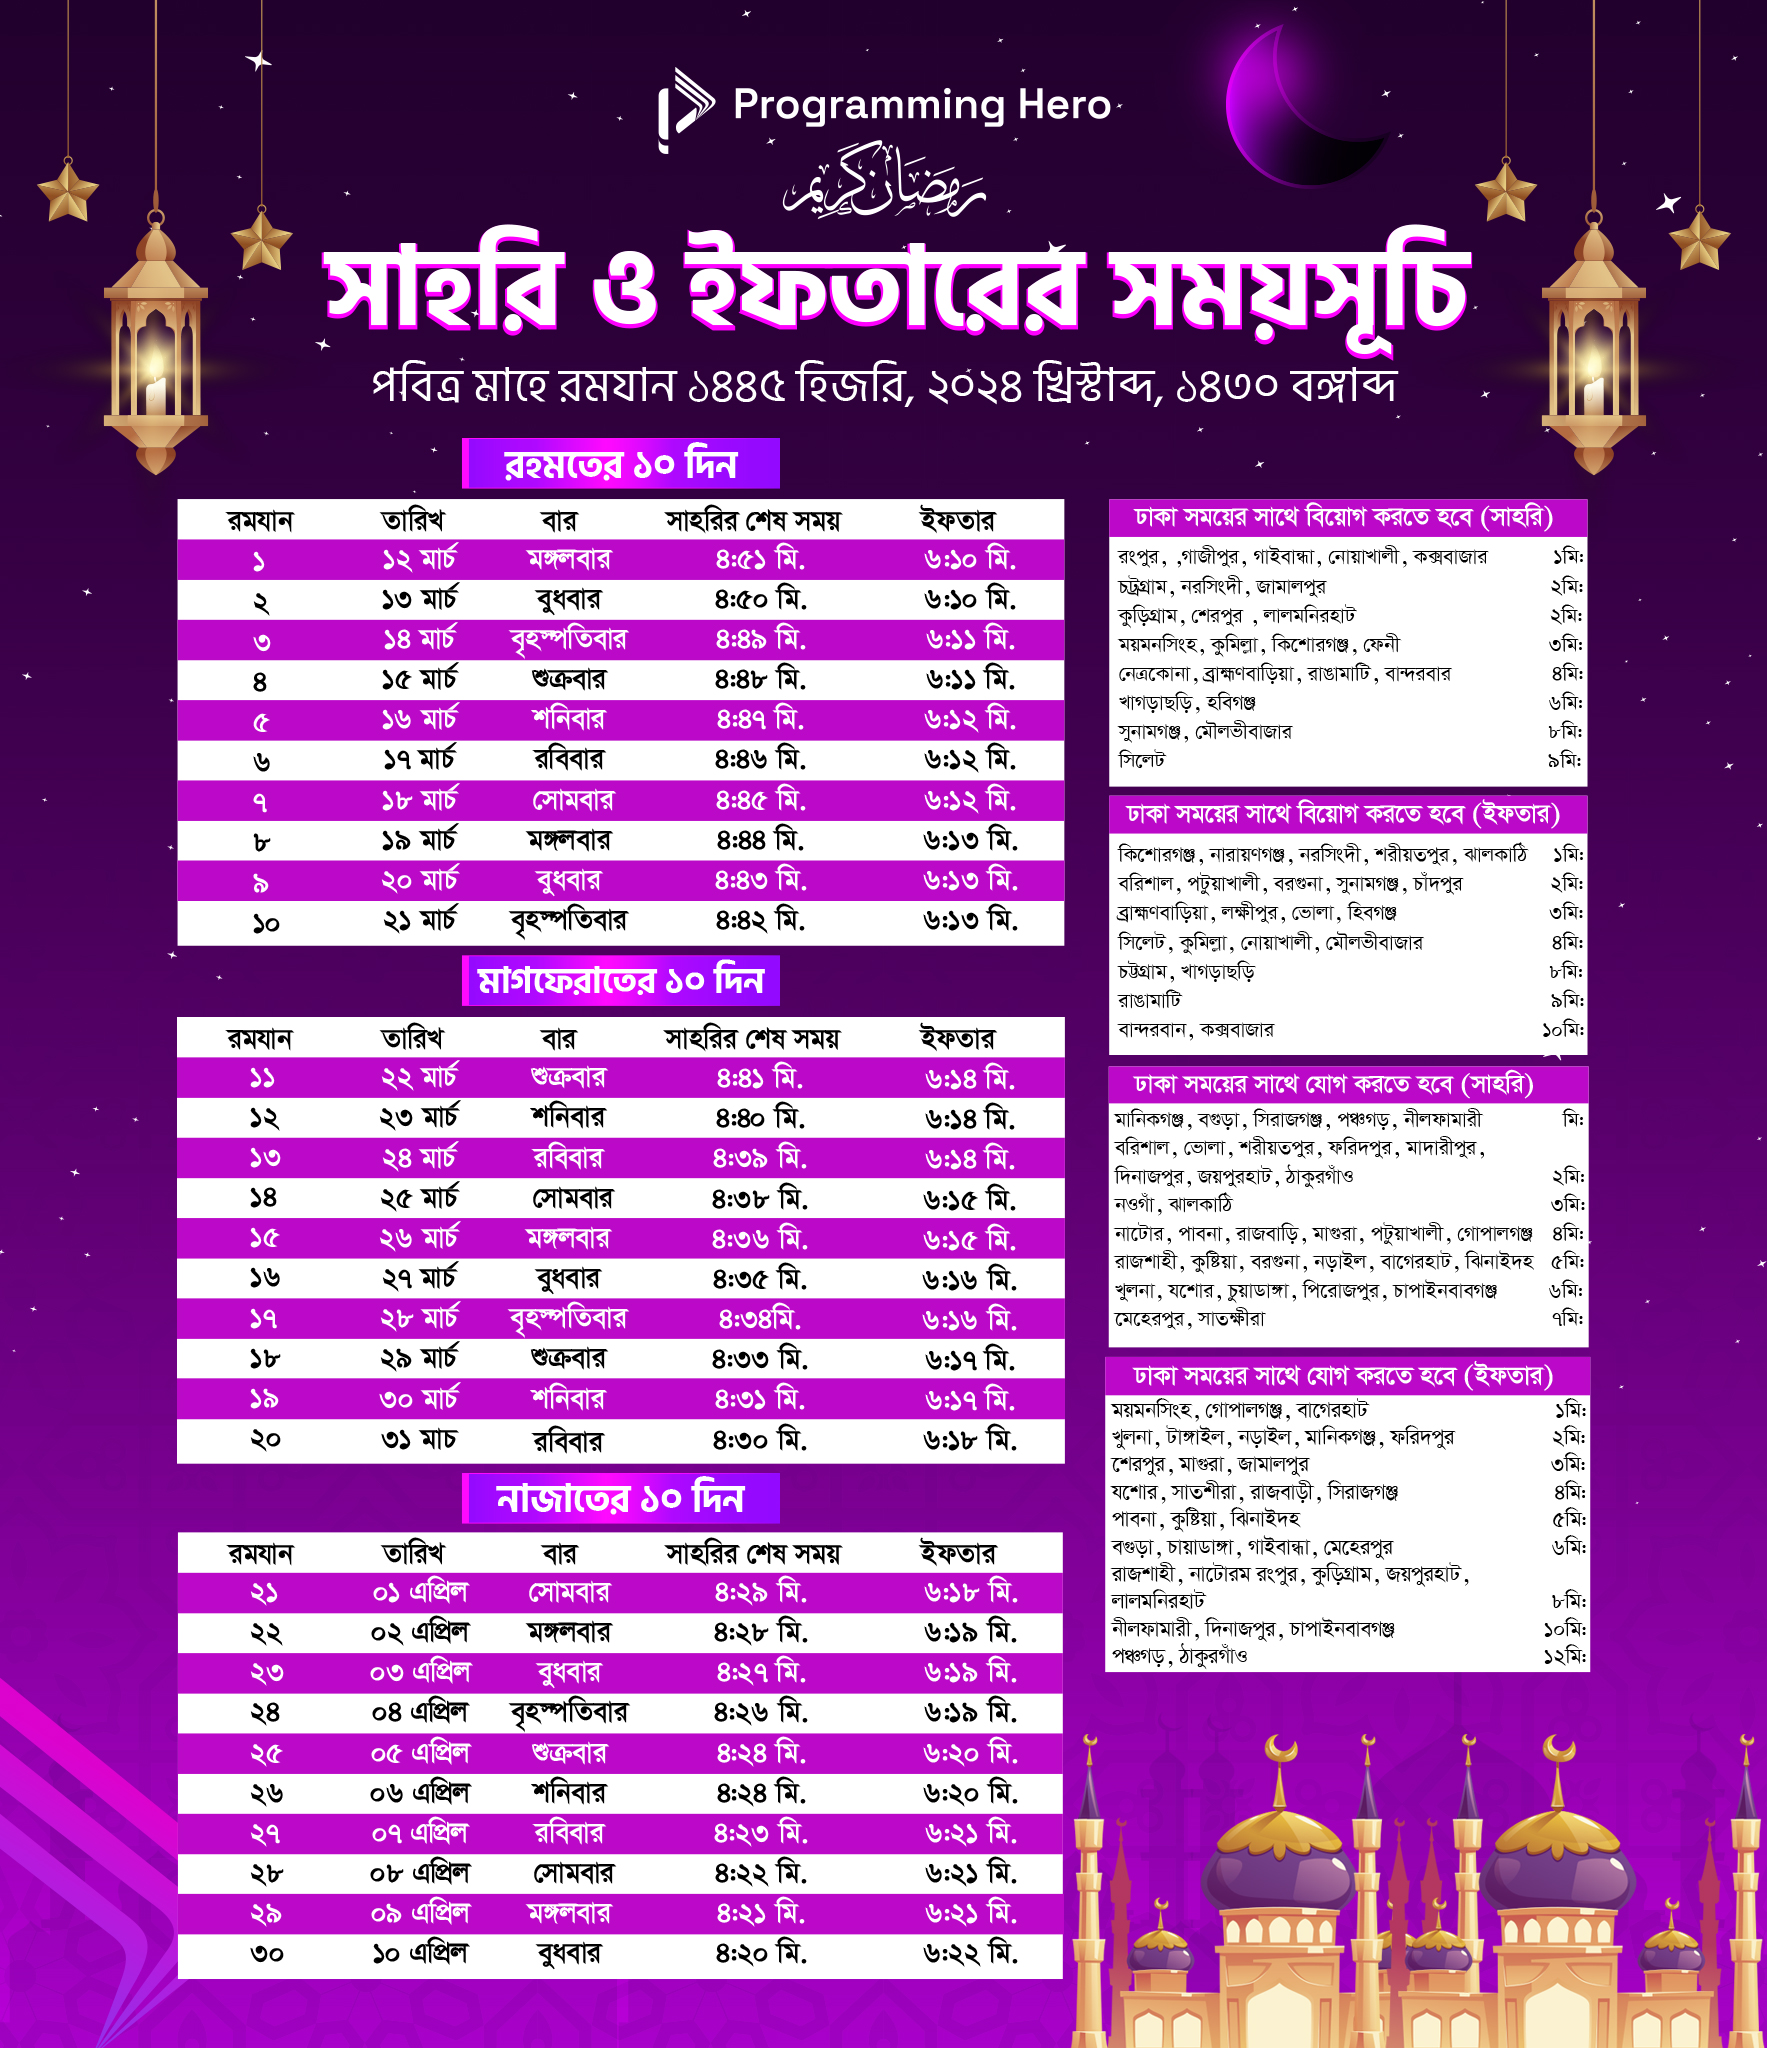 Programming Hero
رمضان كريم
সাহরি ও ইফতারের সময়সূচি
পবিত্র মাহে রমযান ১৪৪৫ হিজরি, ২০২৪ খ্রিস্টাব্দ, ১৪৩০ বঙ্গাব্দ
রহমতের ১০ দিন
রমযান তারিখ বার সাহরির শেষ সময় ইফতার
১ ১২ মার্চ মঙ্গলবার ৪:৫১ মি. ৬:১০ মি.
২ ১৩ মার্চ বুধবার ৪:৫০ মি. ৬:১০ মি.
৩ ১৪ মার্চ বৃহস্পতিবার ৪:৪৯ মি. ৬:১১ মি.
৪ ১৫ মার্চ শুক্রবার ৪:৪৮ মি. ৬:১১ মি.
৫ ১৬ মার্চ শনিবার ৪:৪৭ মি. ৬:১২ মি.
৬ ১৭ মার্চ রবিবার ৪:৪৬ মি. ৬:১২ মি.
৭ ১৮ মার্চ সোমবার ৪:৪৫ মি. ৬:১২ মি.
৮ ১৯ মার্চ মঙ্গলবার ৪:৪৪ মি. ৬:১৩ মি.
৯ ২০ মার্চ বুধবার ৪:৪৩ মি. ৬:১৩ মি.
১০ ২১ মার্চ বৃহস্পতিবার ৪:৪২ মি. ৬:১৩ মি.
মাগফেরাতের ১০ দিন
রমযান তারিখ বার সাহরির শেষ সময় ইফতার
১১ ২২ মার্চ শুক্রবার ৪:৪১ মি. ৬:১৪ মি.
১২ ২৩ মার্চ শনিবার ৪:৪০ মি. ৬:১৪ মি.
১৩ ২৪ মার্চ রবিবার ৪:৩৯ মি. ৬:১৪ মি.
১৪ ২৫ মার্চ সোমবার ৪:৩৮ মি. ৬:১৫ মি.
১৫ ২৬ মার্চ মঙ্গলবার ৪:৩৬ মি. ৬:১৫ মি.
১৬ ২৭ মার্চ বুধবার ৪:৩৫ মি. ৬:১৬ মি.
১৭ ২৮ মার্চ বৃহস্পতিবার ৪:৩৪মি. ৬:১৬ মি.
১৮ ২৯ মার্চ শুক্রবার ৪:৩৩ মি. ৬:১৭ মি.
১৯ ৩০ মার্চ শনিবার ৪:৩১ মি. ৬:১৭ মি.
২০ ৩১ মাচ রবিবার ৪:৩০ মি. ৬:১৮ মি.
নাজাতের ১০ দিন
রমযান তারিখ বার সাহরির শেষ সময় ইফতার
২১ ০১ এপ্রিল সোমবার ৪:২৯ মি. ৬:১৮ মি.
২২ ০২ এপ্রিল মঙ্গলবার ৪:২৮ মি. ৬:১৯ মি.
২৩ ০৩ এপ্রিল বুধবার ৪:২৭ মি. ৬:১৯ মি.
২৪ ০৪ এপ্রিল বৃহস্পতিবার ৪:২৬ মি. ৬:১৯ মি.
২৫ ০৫ এপ্রিল শুক্রবার ৪:২৪ মি. ৬:২০ মি.
২৬ ০৬ এপ্রিল শনিবার ৪:২৪ মি. ৬:২০ মি.
২৭ ০৭ এপ্রিল রবিবার ৪:২৩ মি. ৬:২১ মি.
২৮ ০৮ এপ্রিল সোমবার ৪:২২ মি. ৬:২১ মি.
২৯ ০৯ এপ্রিল মঙ্গলবার ৪:২১ মি. ৬:২১ মি.
৩০ ১০ এপ্রিল বুধবার ৪:২০ মি. ৬:২২ মি.
ঢাকা সময়ের সাথে বিয়োগ করতে হবে (সাহরি)
রংপুর, ,গাজীপুর, গাইবান্ধা, নোয়াখালী, কক্সবাজার ১মি:
চট্রগ্রাম, নরসিংদী, জামালপুর ২মি:
কুড়িগ্রাম, শেরপুর , লালমনিরহাট ২মি:
ময়মনসিংহ, কুমিল্লা, কিশোরগঞ্জ, ফেনী ৩মি:
নেত্রকোনা, ব্রাহ্মণবাড়িয়া, রাঙামাটি, বান্দরবার ৪মি:
খাগড়াছড়ি, হবিগঞ্জ ৬মি:
সুনামগঞ্জ, মৌলভীবাজার ৮মি:
সিলেট ৯মি:
ঢাকা সময়ের সাথে বিয়োগ করতে হবে (ইফতার)
কিশোরগঞ্জ, নারায়ণগঞ্জ, নরসিংদী, শরীয়তপুর, ঝালকাঠি ১মি:
বরিশাল, পটুয়াখালী, বরগুনা, সুনামগঞ্জ, চাঁদপুর ২মি:
ব্রাহ্মণবাড়িয়া, লক্ষীপুর, ভোলা, হিবগঞ্জ ৩মি:
সিলেট, কুমিল্লা, নোয়াখালী, মৌলভীবাজার ৪মি:
চট্টগ্রাম, খাগড়াছড়ি ৮মি:
রাঙামাটি ৯মি:
বান্দরবান, কক্সবাজার ১০মি:
ঢাকা সময়ের সাথে যোগ করতে হবে (সাহরি)
মানিকগঞ্জ, বগুড়া, সিরাজগঞ্জ, পঞ্চগড়, নীলফামারী মি:
বরিশাল, ভোলা, শরীয়তপুর, ফরিদপুর, মাদারীপুর,
দিনাজপুর, জয়পুরহাট, ঠাকুরগাঁও ২মি:
নওগাঁ, ঝালকাঠি ৩মি:
নাটোর, পাবনা, রাজবাড়ি, মাগুরা, পটুয়াখালী, গোপালগঞ্জ ৪মি:
রাজশাহী, কুষ্টিয়া, বরগুনা, নড়াইল, বাগেরহাট, ঝিনাইদহ ৫মি:
খুলনা, যশোর, চুয়াডাঙ্গা, পিরোজপুর, চাপাইনবাবগঞ্জ ৬মি:
মেহেরপুর, সাতক্ষীরা ৭মি:
ঢাকা সময়ের সাথে যোগ করতে হবে (ইফতার)
ময়মনসিংহ, গোপালগঞ্জ, বাগেরহাট ১মি:
খুলনা, টাঙ্গাইল, নড়াইল, মানিকগঞ্জ, ফরিদপুর ২মি:
শেরপুর, মাগুরা, জামালপুর ৩মি:
যশোর, সাতশীরা, রাজবাড়ী, সিরাজগঞ্জ ৪মি:
পাবনা, কুষ্টিয়া, ঝিনাইদহ ৫মি:
বগুড়া, চায়াডাঙ্গা, গাইবান্ধা, মেহেরপুর ৬মি:
রাজশাহী, নাটোরম রংপুর, কুড়িগ্রাম, জয়পুরহাট,
লালমনিরহাট ৮মি:
নীলফামারী, দিনাজপুর, চাপাইনবাবগঞ্জ ১০মি:
পঞ্চগড়, ঠাকুরগাঁও ১২মি: